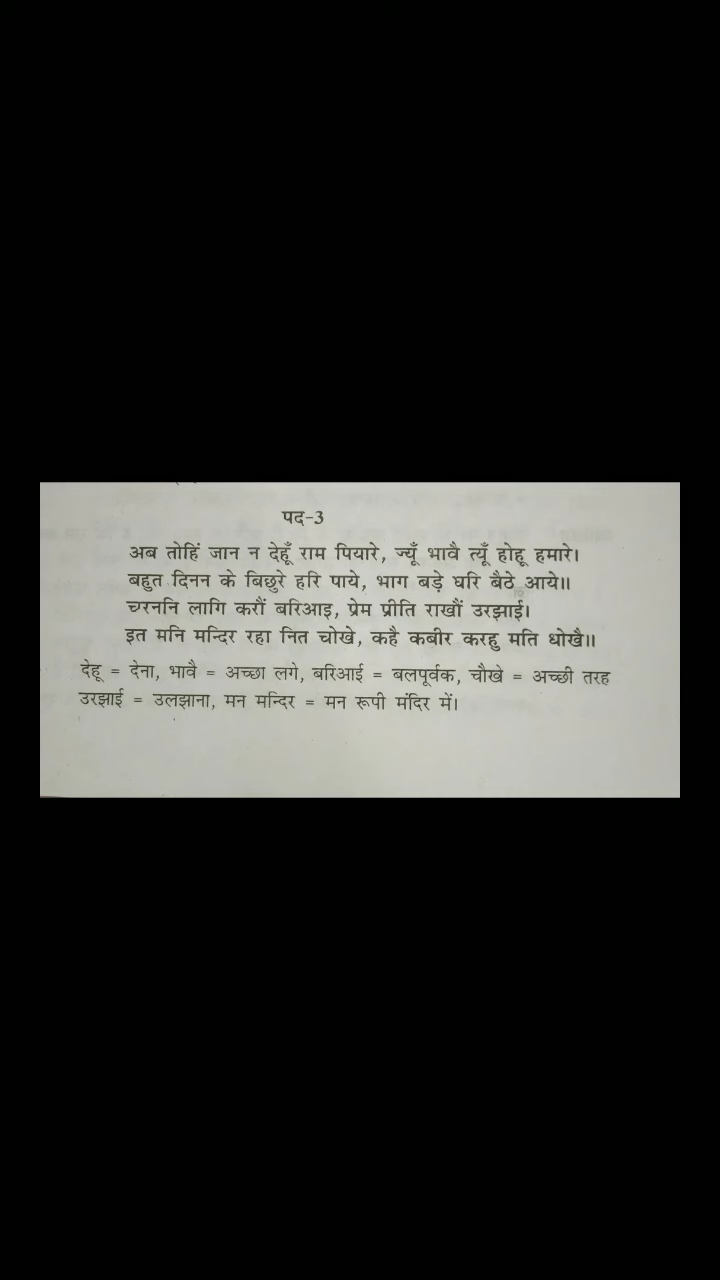 पद-3
अब तोहिं जान न देहूँ राम पियारे, ज्यूँ भावै त्यूँ होहू हमारे।
बहुत दिनन के बिछुरे हरि पाये, भाग बड़े घरि बैठे आये॥
चरननि लागि करौं बरिआइ, प्रेम प्रीति राखौं उरझाई।
इत मनि मन्दिर रहा नित चोखे, कहै कबीर करहु मति धोखै॥
देहू = देना, भावै = अच्छा लगे, बरिआई = बलपूर्वक, चौखे = अच्छी तरह
उरझाई = उलझाना, मन मन्दिर = मन रूपी मंदिर में।